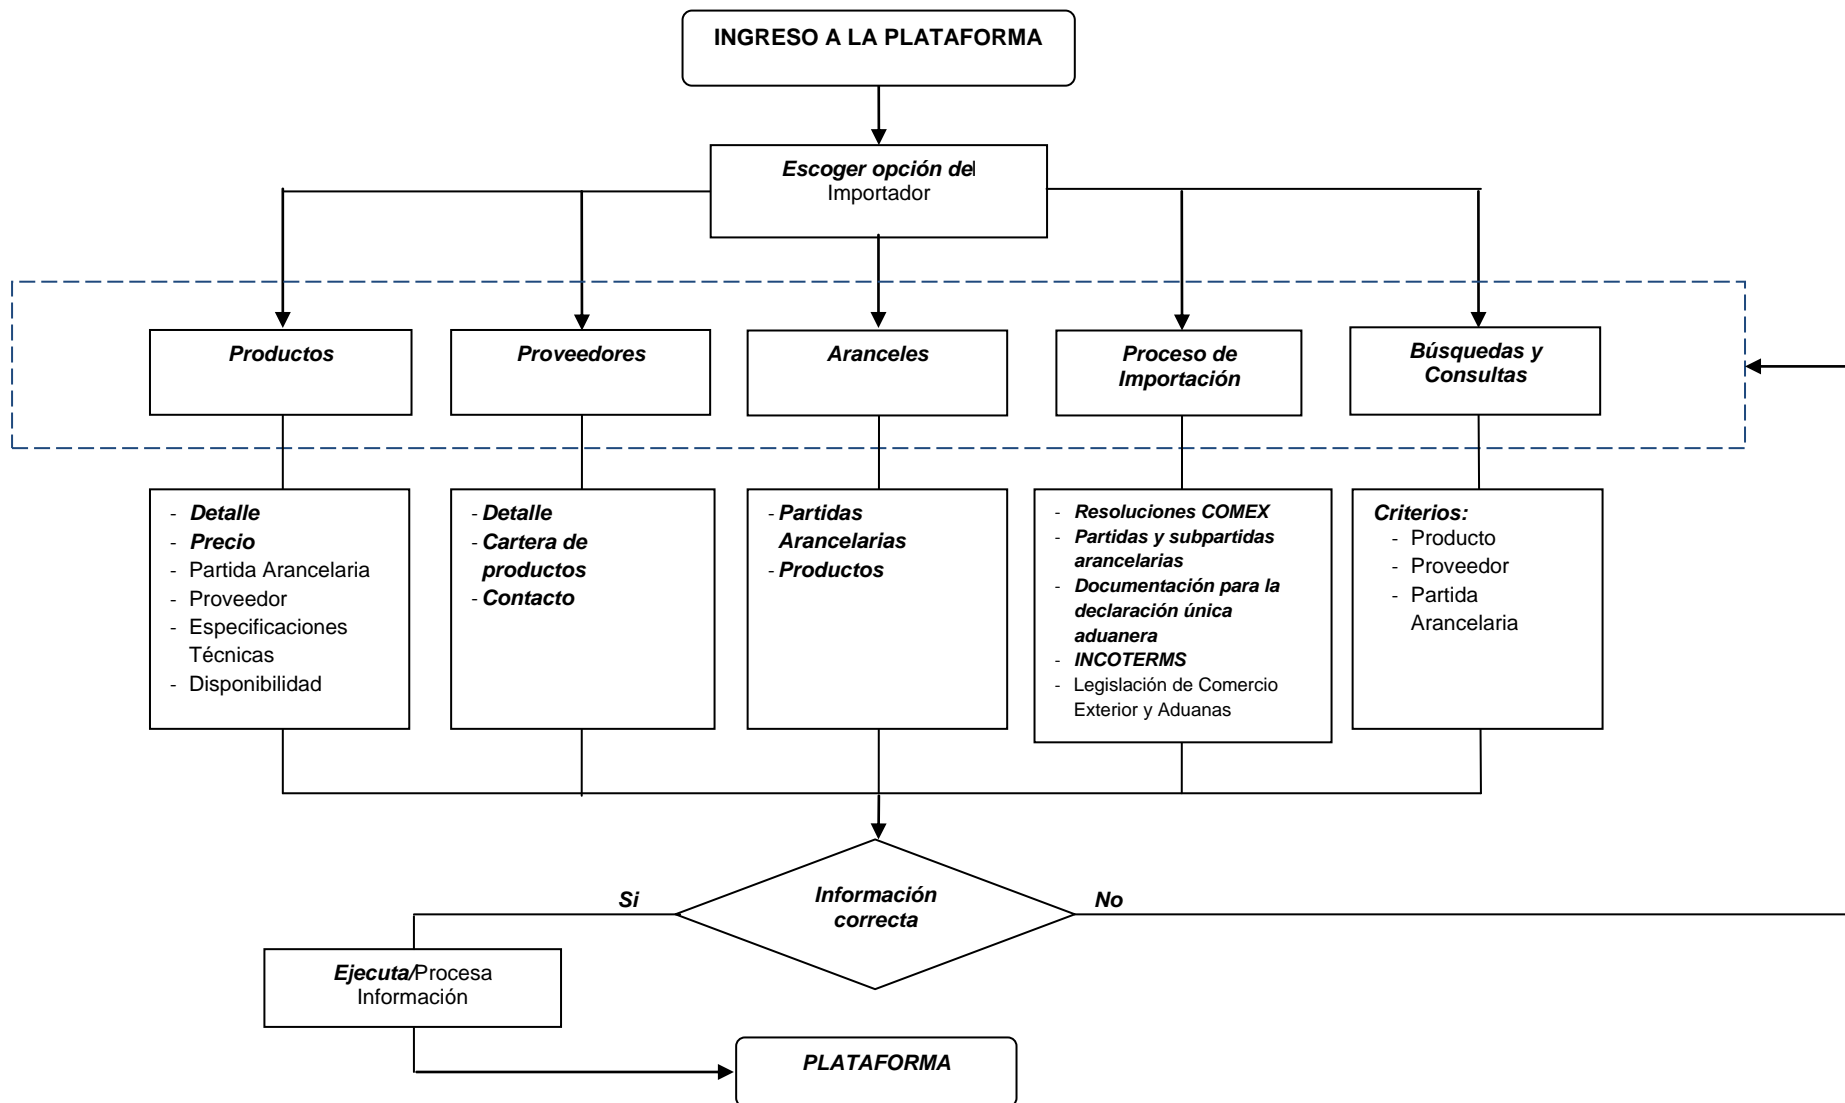 INGRESO A LA PLATAFORMA
Escoger opción del
Importador
Productos
Proveedores
Aranceles
Proceso de
Importación
Búsquedas y
Consultas
- Detalle
- Precio
- Partida Arancelaria
- Proveedor
- Especificaciones
Técnicas
- Disponibilidad
- Detalle
- Cartera de
productos
- Contacto
- Partidas
Arancelarias
- Productos
- Resoluciones COMEX
- Partidas y subpartidas
arancelarias
- Documentación para la
declaración única
aduanera
- INCOTERMS
- Legislación de Comercio
Exterior y Aduanas
Criterios:
- Producto
- Proveedor
- Partida
Arancelaria
Información
correcta
Si
No
Ejecuta/Procesa
Información
PLATAFORMA